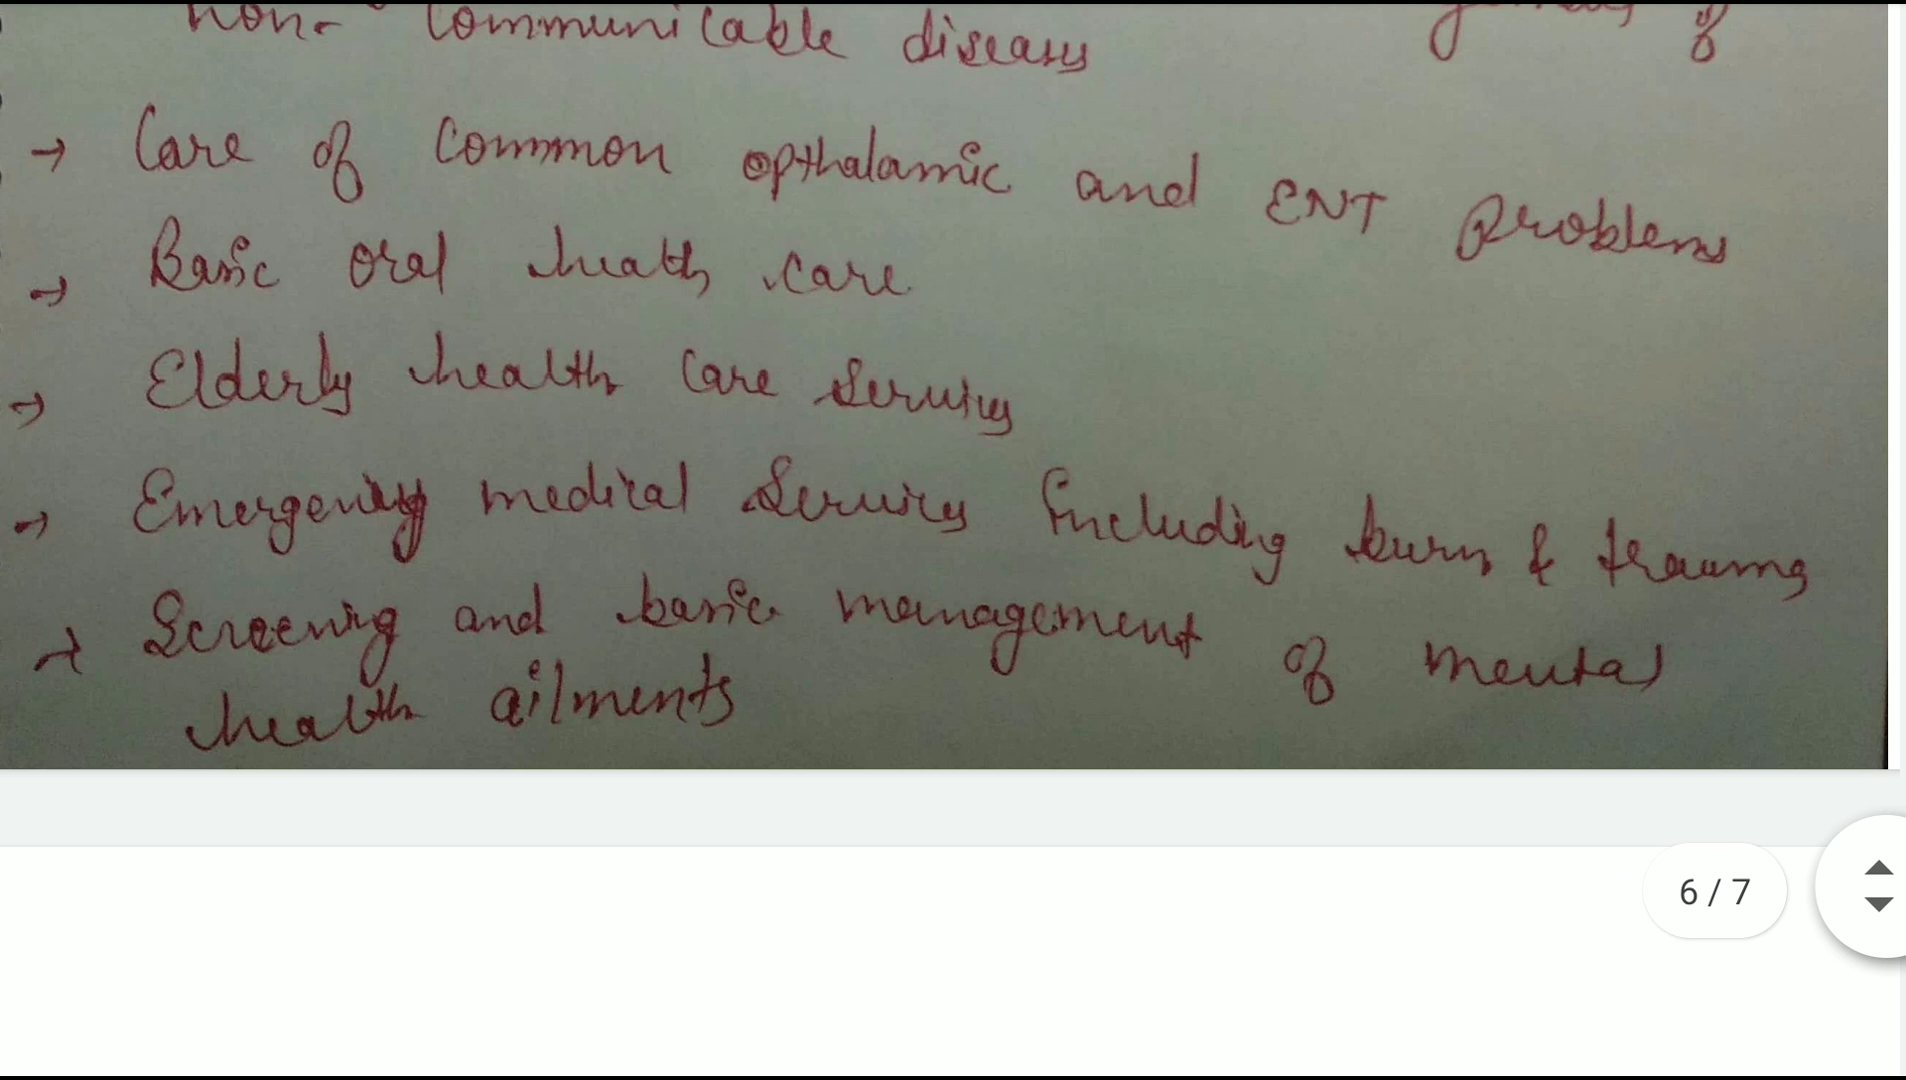 of
non- Communicable diseases
→ Care of Common opthalamic and ENT Problems
→ Basic oral health care
→ Elderly health care Services
→ Emergency medical Services Including burn & trauma
→ Screening and basic management of mental
health ailments
6 / 7